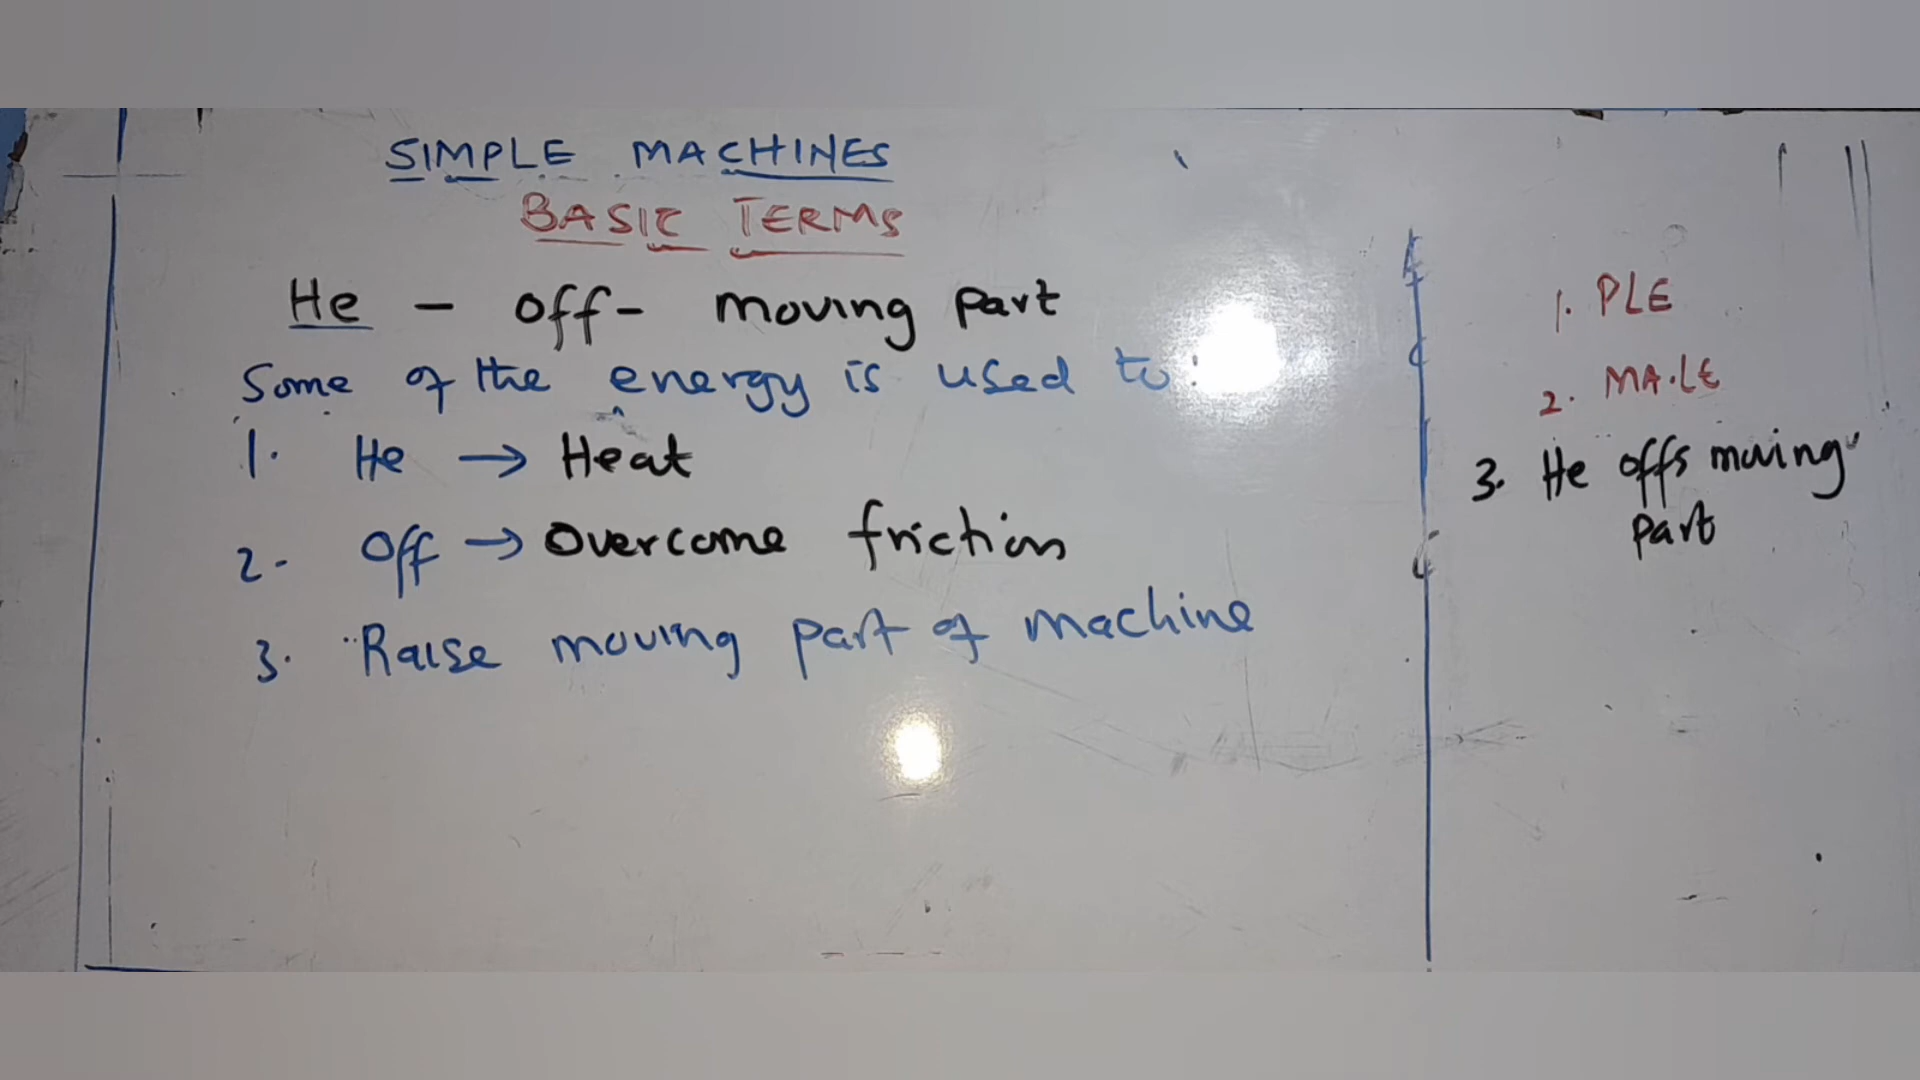 SIMPLE MACHINES
BASIC TERMS
He - off - moving part
Some of the energy is used to:
1. He → Heat
2. Off → Overcome friction
3. Raise moving part of machine
1. PLE
2. MA.LE
3. He offs moving
part